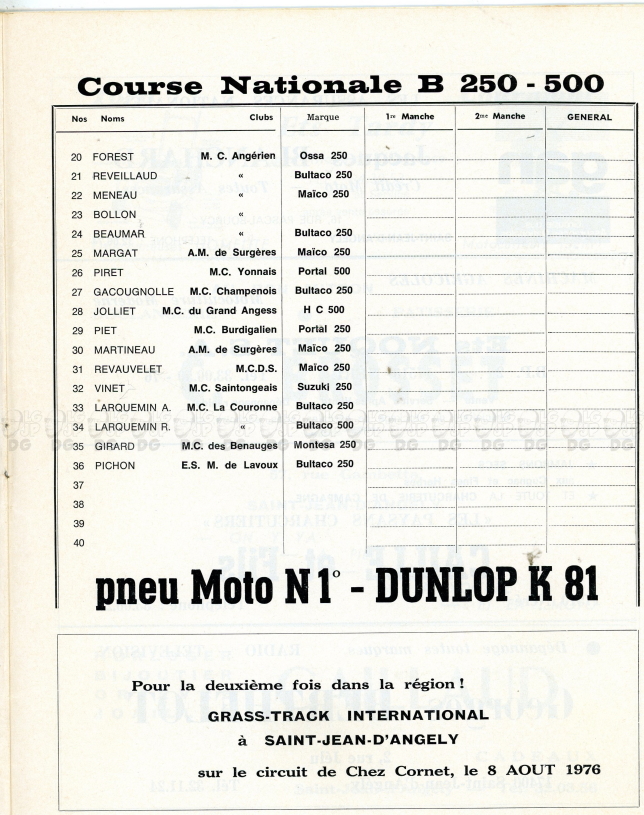 Course Nationale B 250 - 500
Nos Noms Clubs Marque 1re Manche 2me Manche GENERAL
20 FOREST M. C. Angérien Ossa 250
21 REVEILLAUD « Bultaco 250
22 MENEAU « Maïco 250
23 BOLLON «
24 BEAUMAR « Bultaco 250
25 MARGAT A.M. de Surgères Maïco 250
26 PIRET M.C. Yonnais Portal 500
27 GACOUGNOLLE M.C. Champenois Bultaco 250
28 JOLLIET M.C. du Grand Angess H C 500
29 PIET M.C. Burdigalien Portal 250
30 MARTINEAU A.M. de Surgères Maïco 250
31 REVAUVELET M.C.D.S. Maïco 250
32 VINET M.C. Saintongeais Suzuki 250
33 LARQUEMIN A. M.C. La Couronne Bultaco 250
34 LARQUEMIN R. « Bultaco 500
35 GIRARD M.C. des Benauges Montesa 250
36 PICHON E.S. M. de Lavoux Bultaco 250
37
38
39
40
pneu Moto N1° - DUNLOP K 81
Pour la deuxième fois dans la région !
GRASS-TRACK INTERNATIONAL
à SAINT-JEAN-D'ANGELY
sur le circuit de Chez Cornet, le 8 AOUT 1976